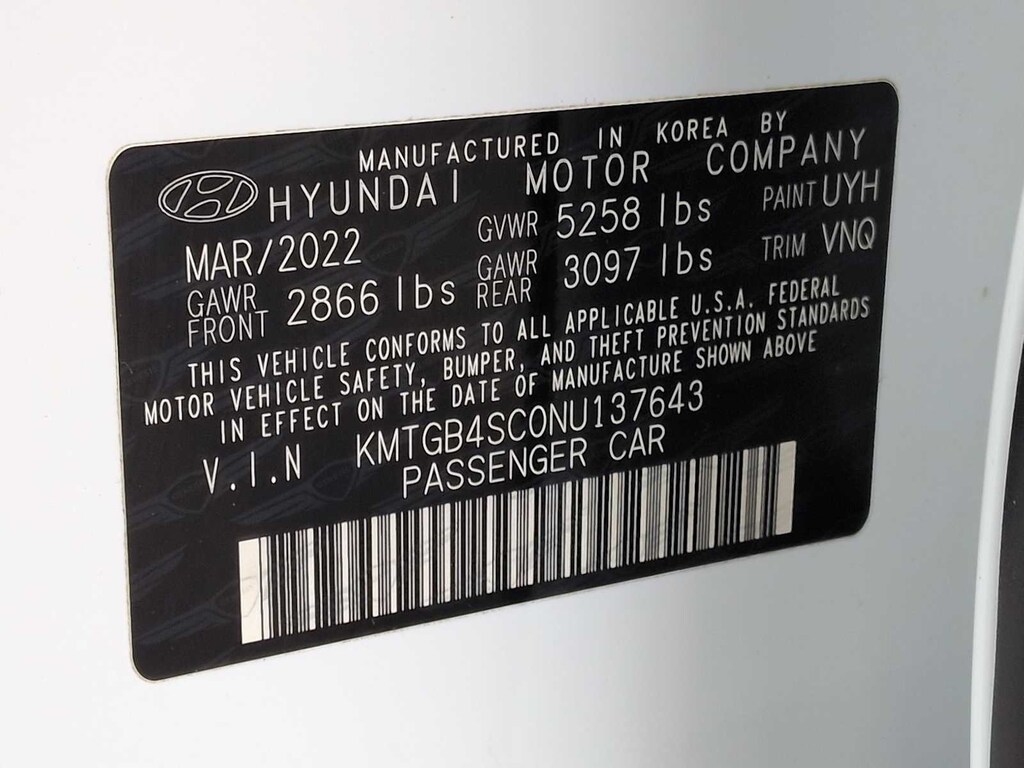 MANUFACTURED IN KOREA BY
HYUNDAI MOTOR COMPANY
MAR/2022 GVWR 5258 lbs PAINT UYH
GAWR FRONT 2866 lbs GAWR REAR 3097 lbs TRIM VNQ
THIS VEHICLE CONFORMS TO ALL APPLICABLE U.S.A. FEDERAL
MOTOR VEHICLE SAFETY, BUMPER, AND THEFT PREVENTION STANDARDS
IN EFFECT ON THE DATE OF MANUFACTURE SHOWN ABOVE
V.I.N KMTGB4SC0NU137643
PASSENGER CAR